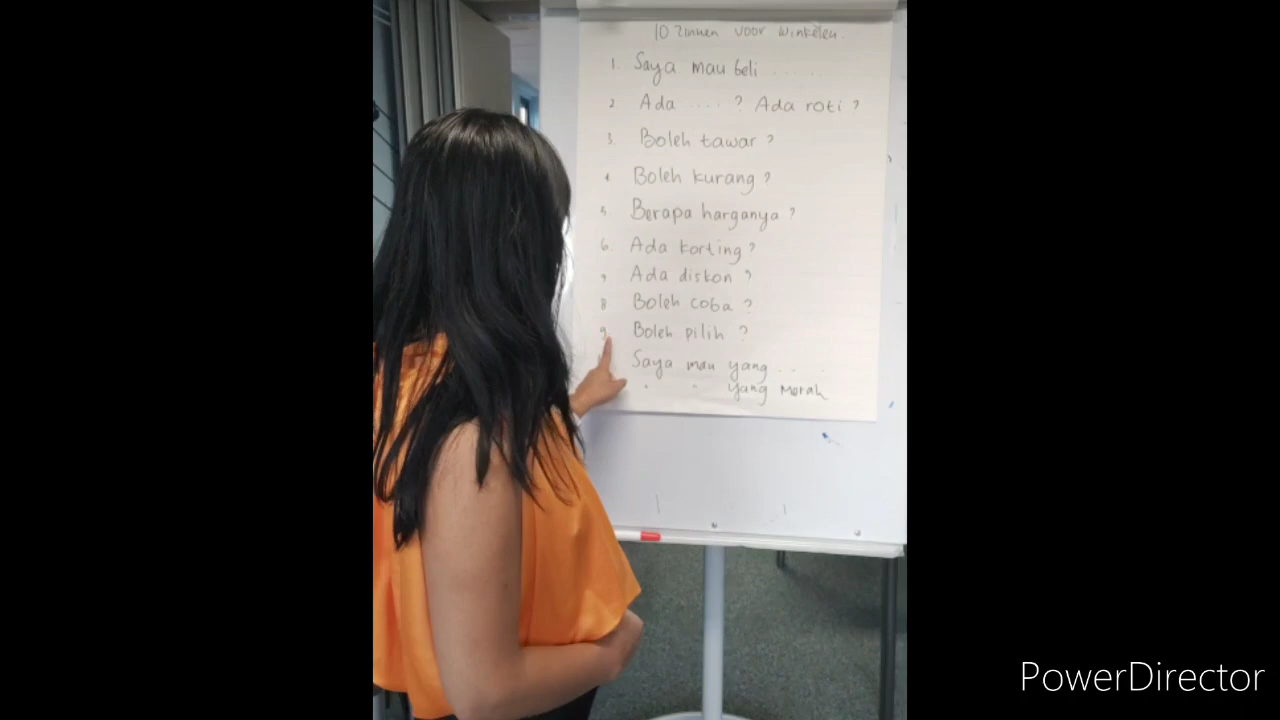 10 zinnen voor winkelen.
1. Saya mau beli .....
2. Ada .... ? Ada roti ?
3. Boleh tawar ?
4. Boleh kurang ?
5. Berapa harganya ?
6. Ada korting ?
7. Ada diskon ?
8 Boleh coba ?
9. Boleh pilih ?
Saya mau yang ...
" " yang merah
PowerDirector